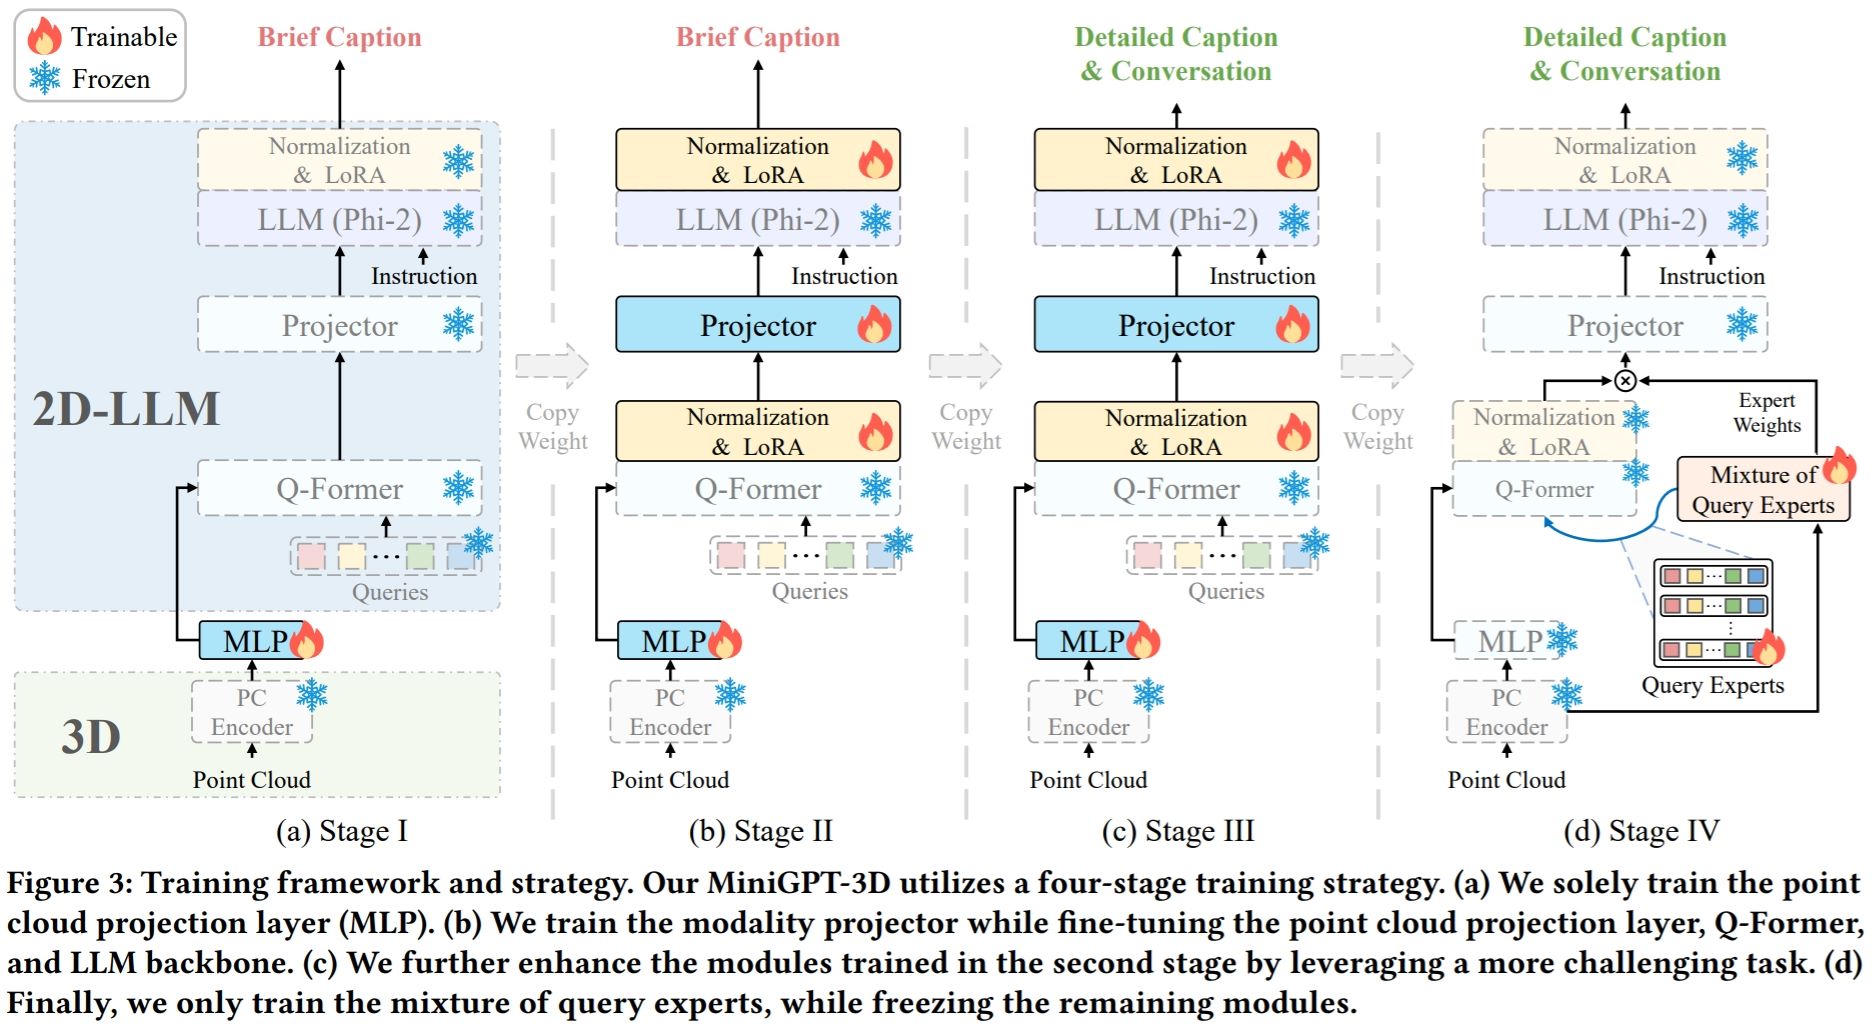 Trainable
Frozen
Brief Caption
Normalization
& LoRA
LLM (Phi-2)
Instruction
Projector
2D-LLM
Q-Former
Queries
MLP
3D
PC
Encoder
Point Cloud
(a) Stage I
Copy
Weight
Brief Caption
Normalization
& LoRA
LLM (Phi-2)
Instruction
Projector
Normalization
& LoRA
Q-Former
Queries
MLP
PC
Encoder
Point Cloud
(b) Stage II
Copy
Weight
Detailed Caption
& Conversation
Normalization
& LoRA
LLM (Phi-2)
Instruction
Projector
Normalization
& LoRA
Q-Former
Queries
MLP
PC
Encoder
Point Cloud
(c) Stage III
Copy
Weight
Detailed Caption
& Conversation
Normalization
& LoRA
LLM (Phi-2)
Instruction
Projector
Expert
Weights
Normalization
& LoRA
Q-Former
Mixture of
Query Experts
Query Experts
MLP
PC
Encoder
Point Cloud
(d) Stage IV
Figure 3: Training framework and strategy. Our MiniGPT-3D utilizes a four-stage training strategy. (a) We solely train the point
cloud projection layer (MLP). (b) We train the modality projector while fine-tuning the point cloud projection layer, Q-Former,
and LLM backbone. (c) We further enhance the modules trained in the second stage by leveraging a more challenging task. (d)
Finally, we only train the mixture of query experts, while freezing the remaining modules.